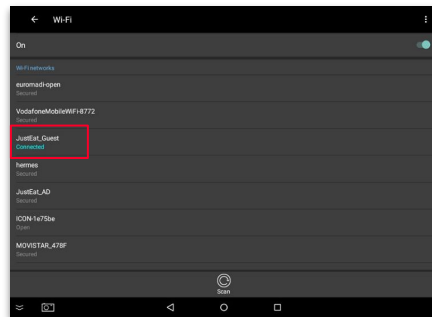 Wi-Fi
On
Wi-Fi networks
euromadi-open
Secured
VodafoneMobileWiFi-8772
Secured
JustEat_Guest
Connected
hermes
Secured
JustEat_AD
Secured
ICON-1e75be
Open
MOVISTAR_478F
Secured
Scan